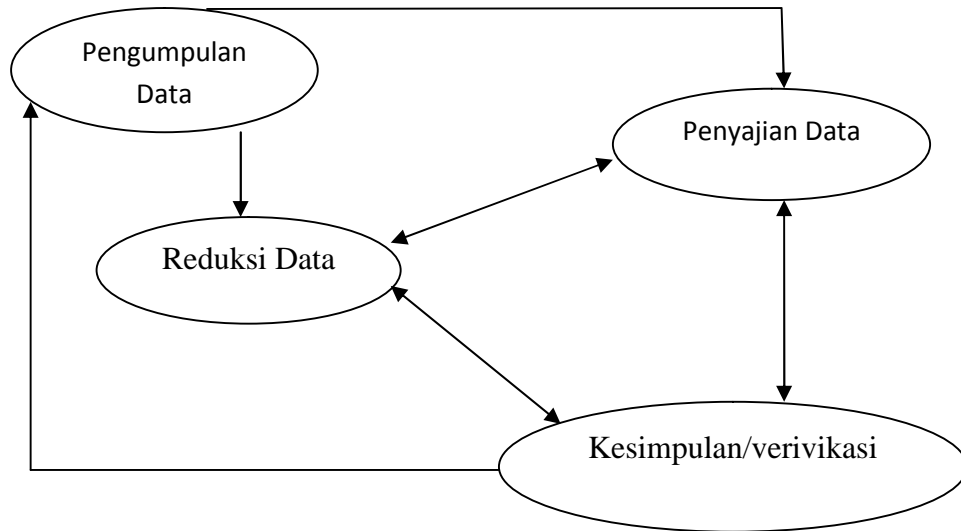 Pengumpulan
Data
Penyajian Data
Reduksi Data
Kesimpulan/verivikasi